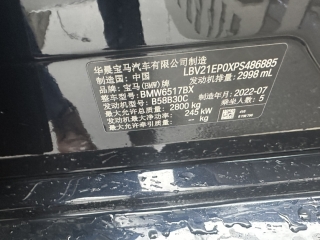 华晨宝马汽车有限公司制造
制造国: 中国 LBV21EP0XPS486885
品牌: 宝马(BMW)牌 发动机排量: 2998 mL
整车型号: BMW6517BX
发动机型号: B58B30C 制造年月: 2022-07
最大允许总质量: 2800 kg 乘坐人数: 5
最大净功率: 245 kW
最大允许牵引质量: -- kg